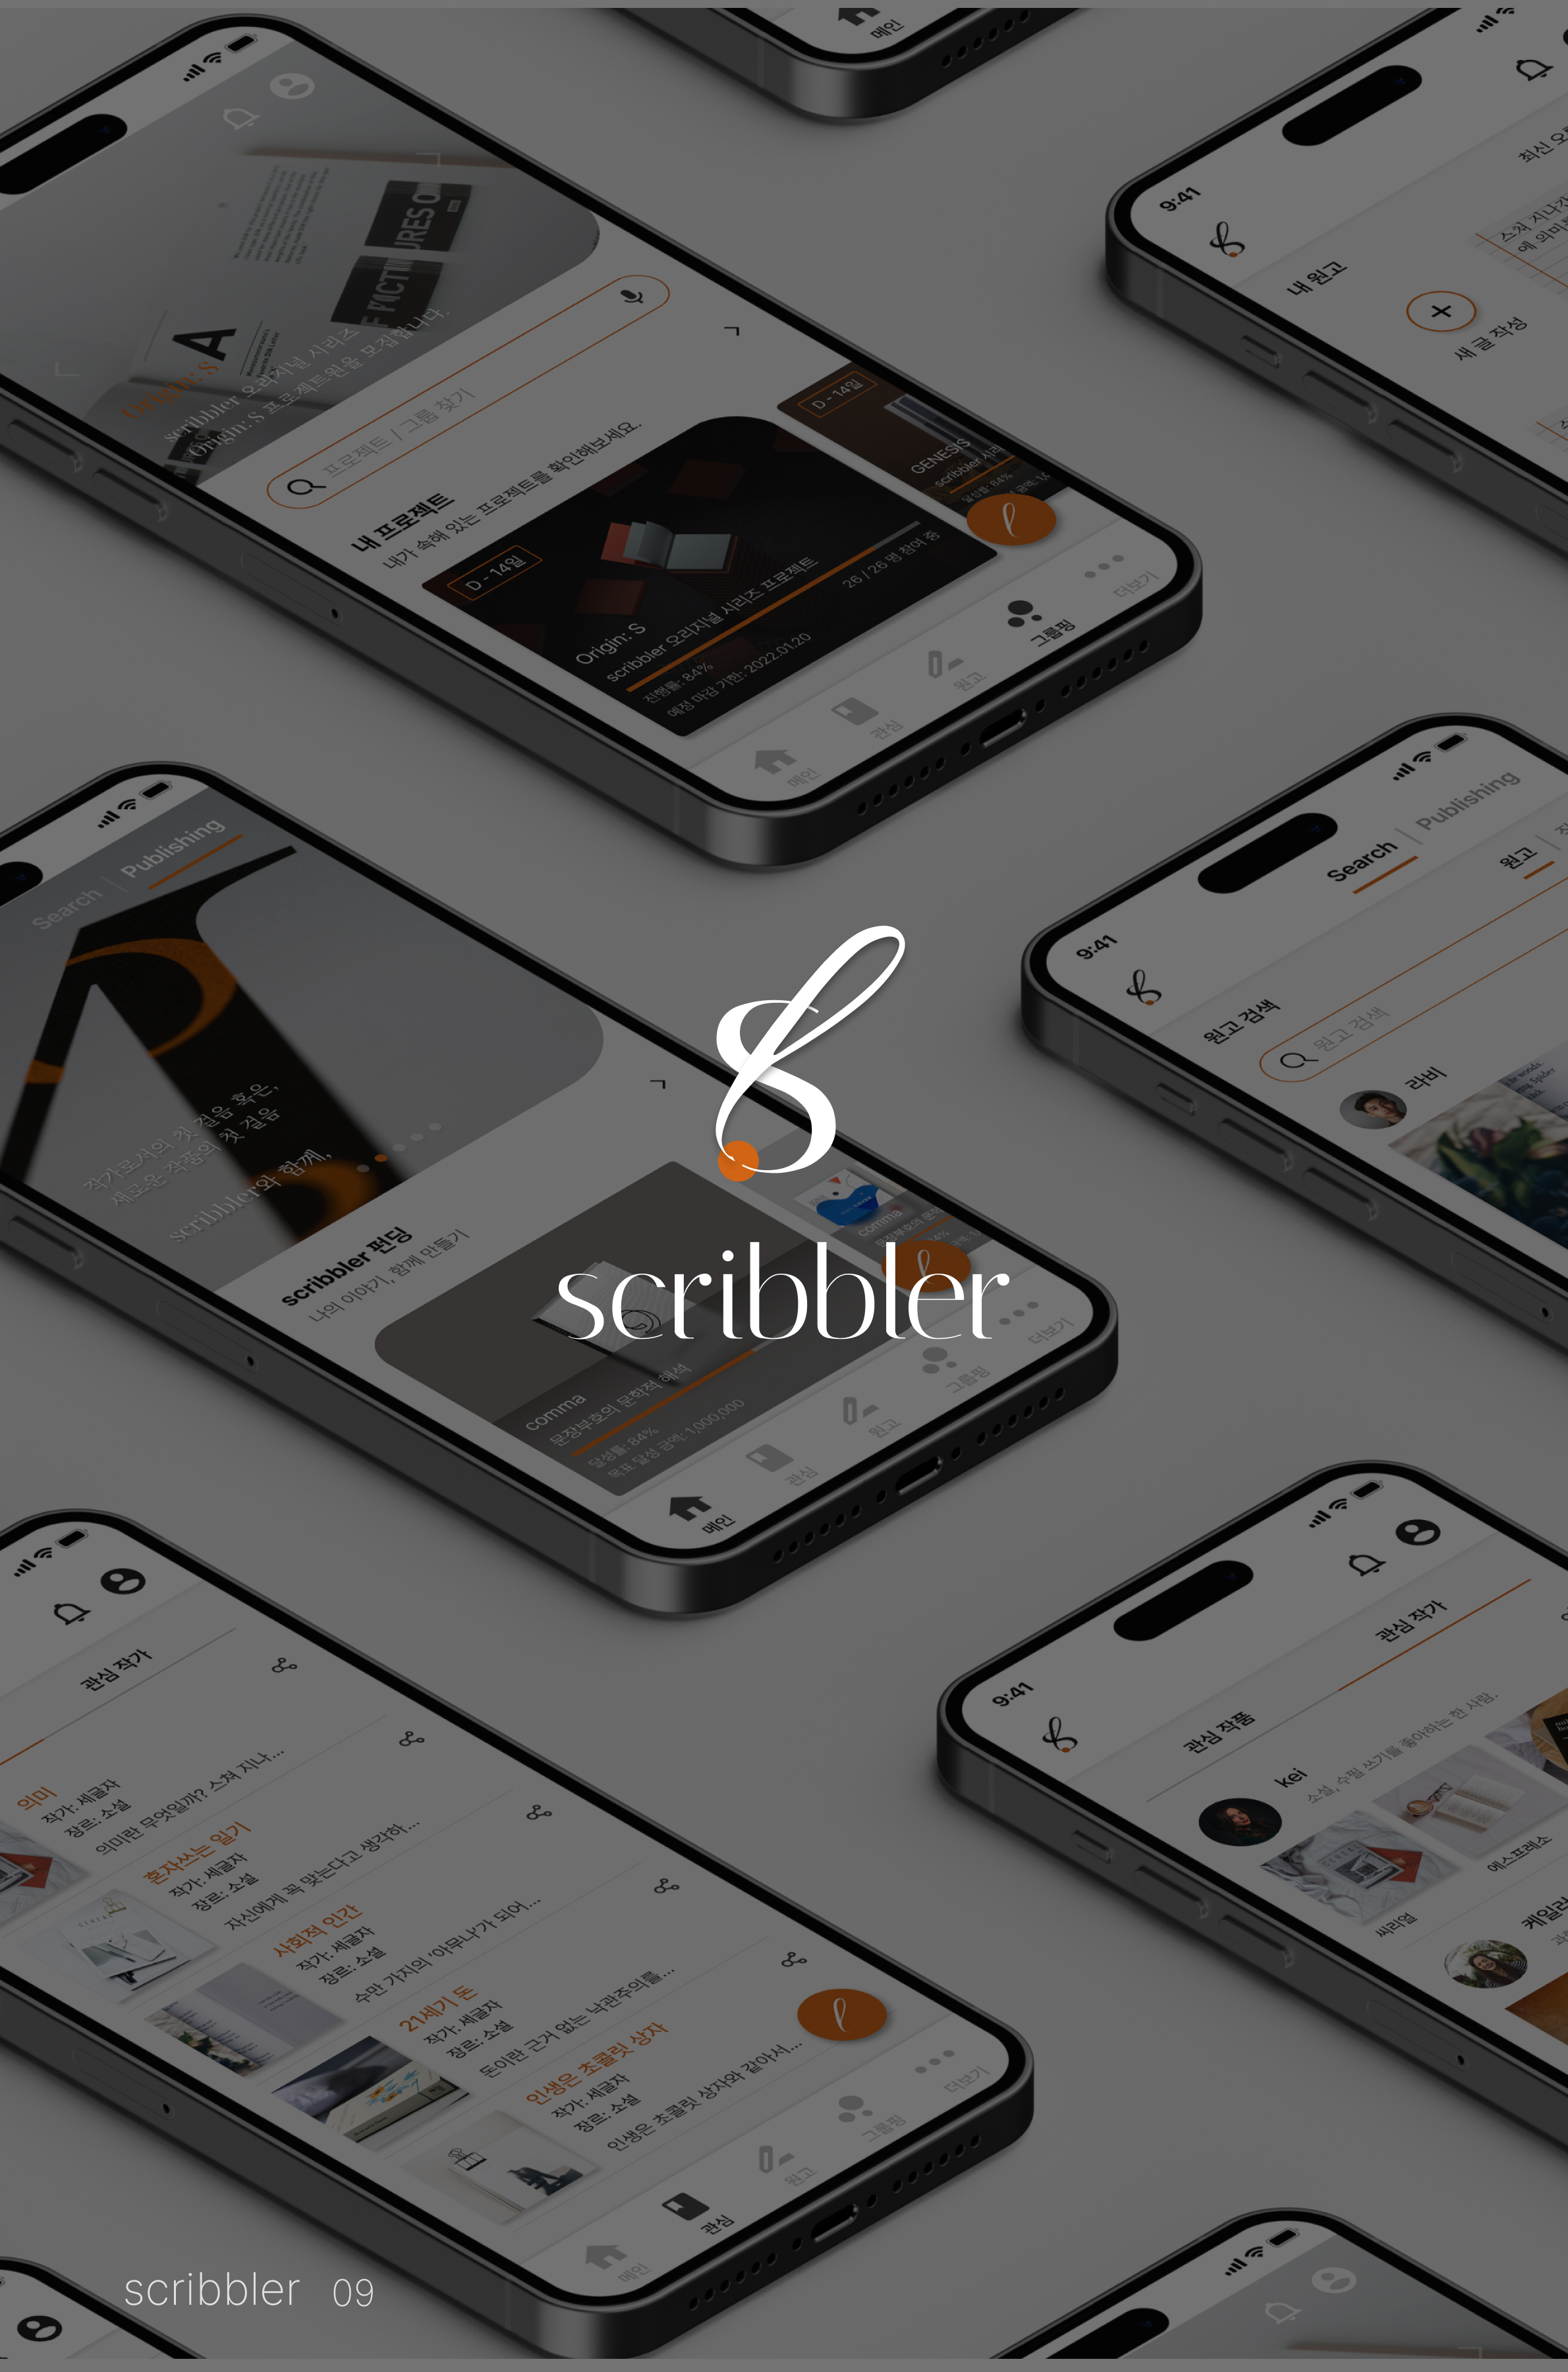 메인
Origin: S
scribbler 오리지널 시리즈
Origin: S 프로젝트원을 모집합니다.
프로젝트 / 그룹 찾기
내 프로젝트
내가 속해 있는 프로젝트를 확인해보세요.
D - 14일
Origin: S
scribbler 오리지널 시리즈 프로젝트
진행률: 84%
26 / 26 명 참여 중
예정 마감 기한: 2022.01.20
D - 14일
GENESIS
scribbler
달성률: 84%
메인
관심
원고
그룹핑
더보기
9:41
내 원고
새 글 작성
Search | Publishing
작가로서의 첫 걸음 혹은,
새로운 작품의 첫 걸음
scribbler와 함께,
scribbler 펀딩
나의 이야기, 함께 만들기
comma
문장부호의 문학적 해석
달성률: 84%
목표 달성 금액: 1,000,000
comma
문장부호의
메인
관심
원고
그룹핑
더보기
9:41
Search | Publishing
원고
원고 검색
원고 검색
라비
scribbler
관심 작가
의미
작가: 세글자
장르: 소설
의미란 무엇일까? 스쳐 지나...
혼자쓰는 일기
작가: 세글자
장르: 소설
자신에게 꼭 맞는다고 생각하...
사회적 인간
작가: 세글자
장르: 소설
수만 가지의 '아무나'가 되어...
21세기 돈
작가: 세글자
장르: 소설
돈이란 근거 없는 낙관주의를...
인생은 초콜릿 상자
작가: 세글자
장르: 소설
인생은 초콜릿 상자와 같아서...
메인
관심
원고
그룹핑
더보기
9:41
관심 작품
관심 작가
kei
소설, 수필 쓰기를 좋아하는 한 사람.
씨리얼
에스프레소
scribbler 09